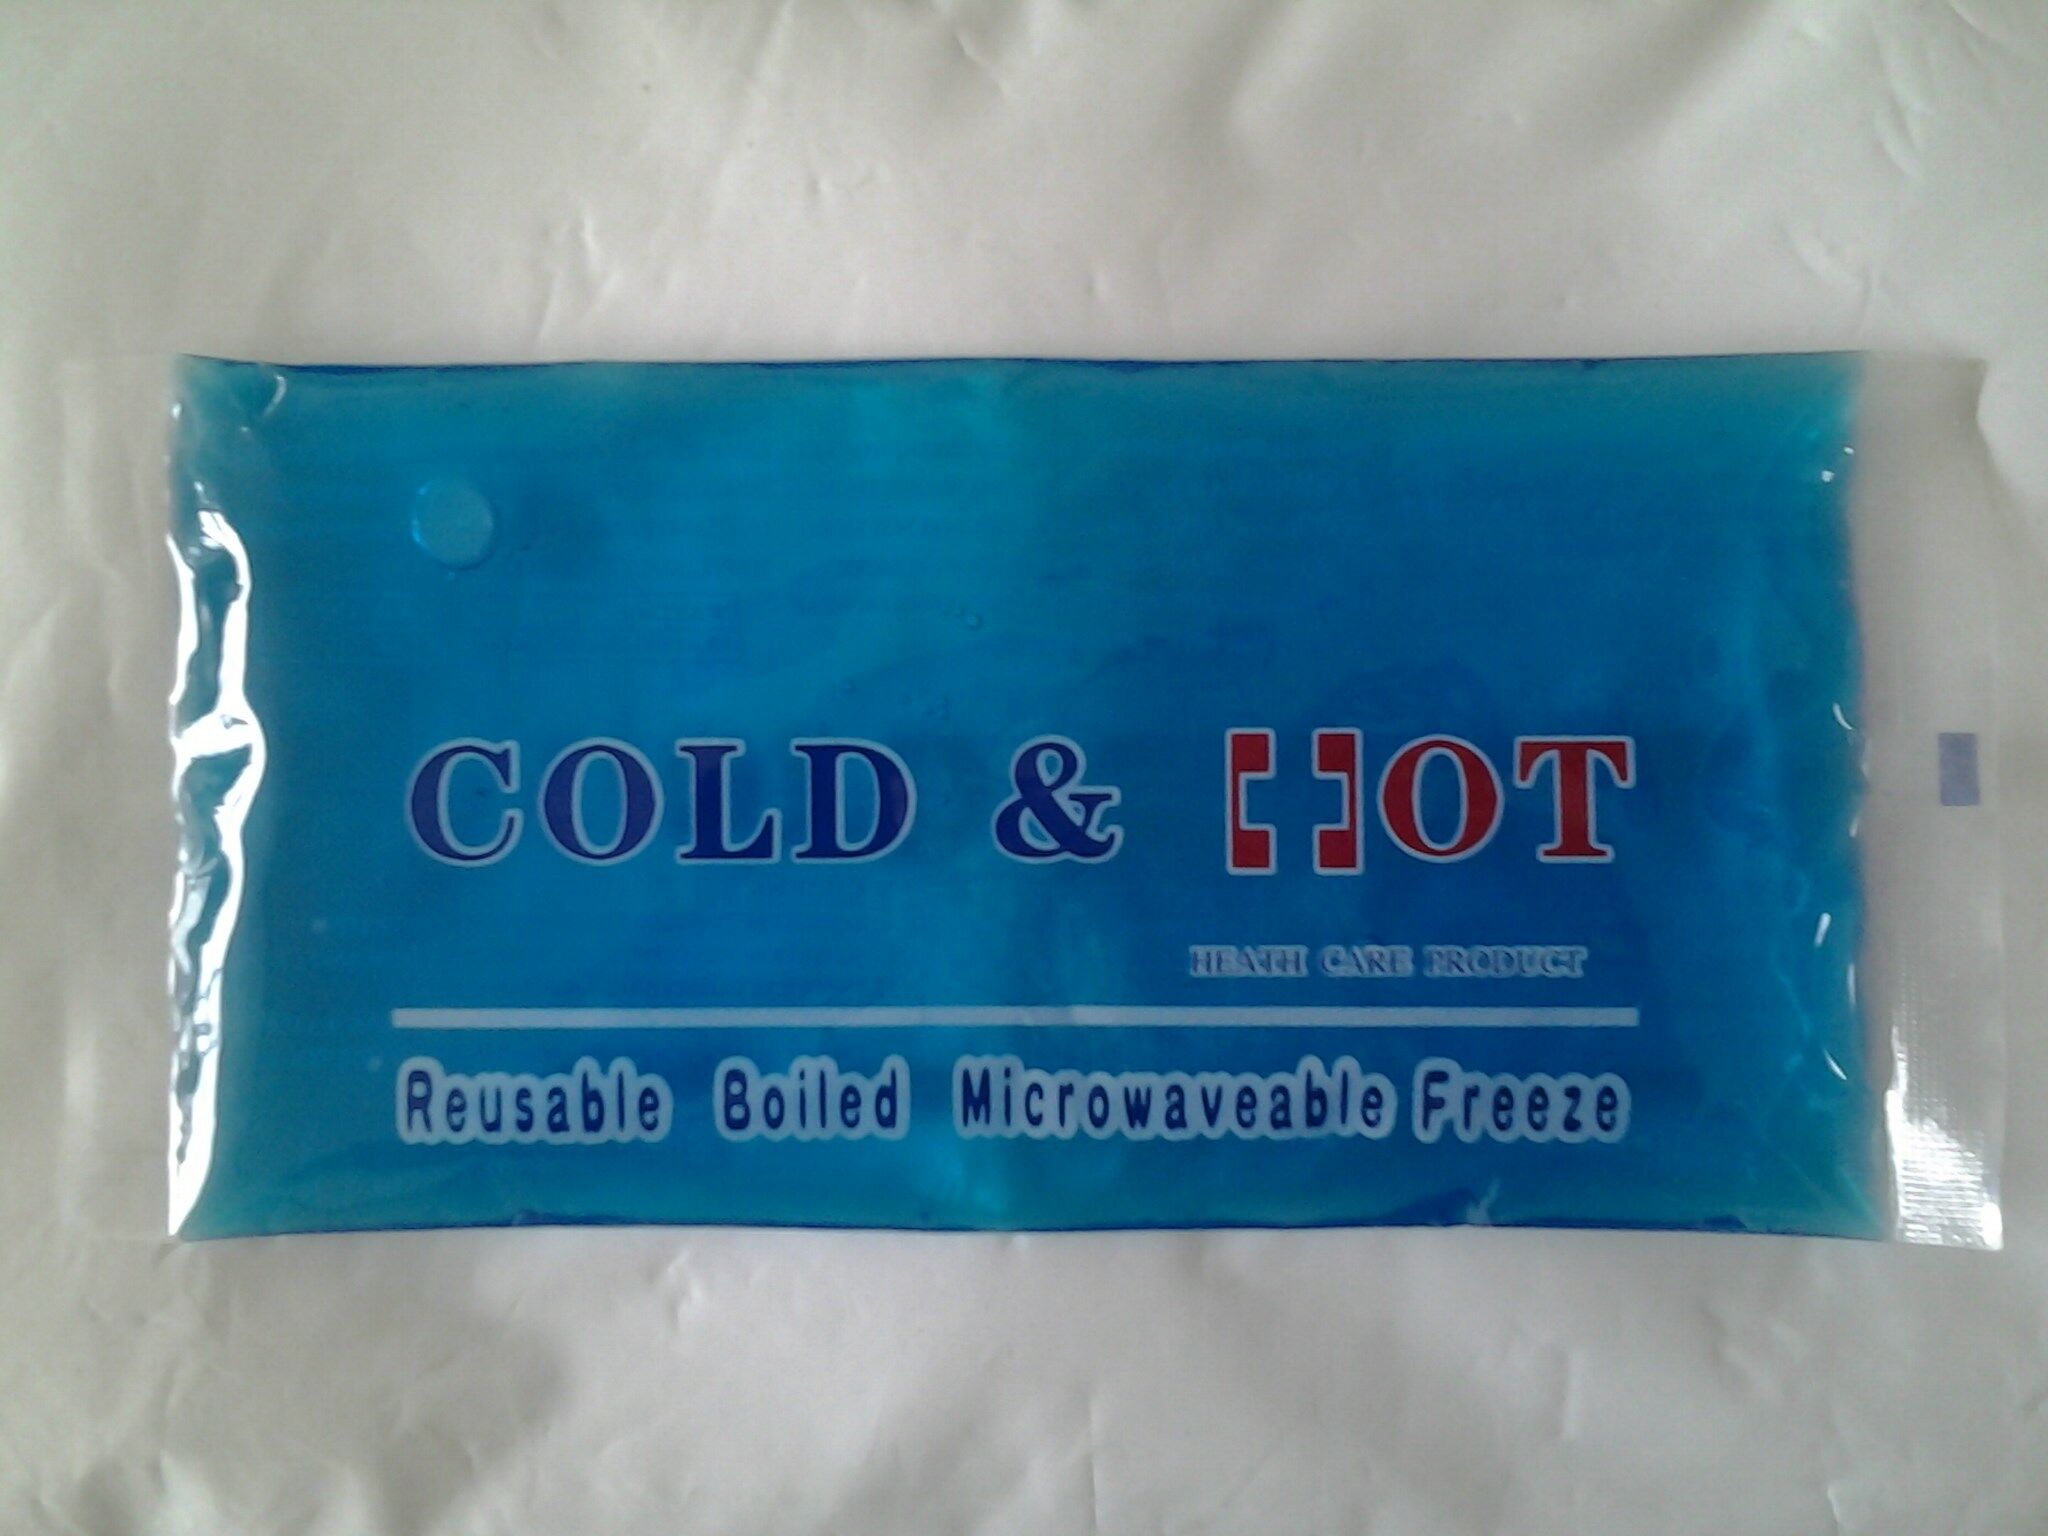 COLD & HOT
HEATH CARE PRODUCT
Reusable Boiled Microwaveable Freeze